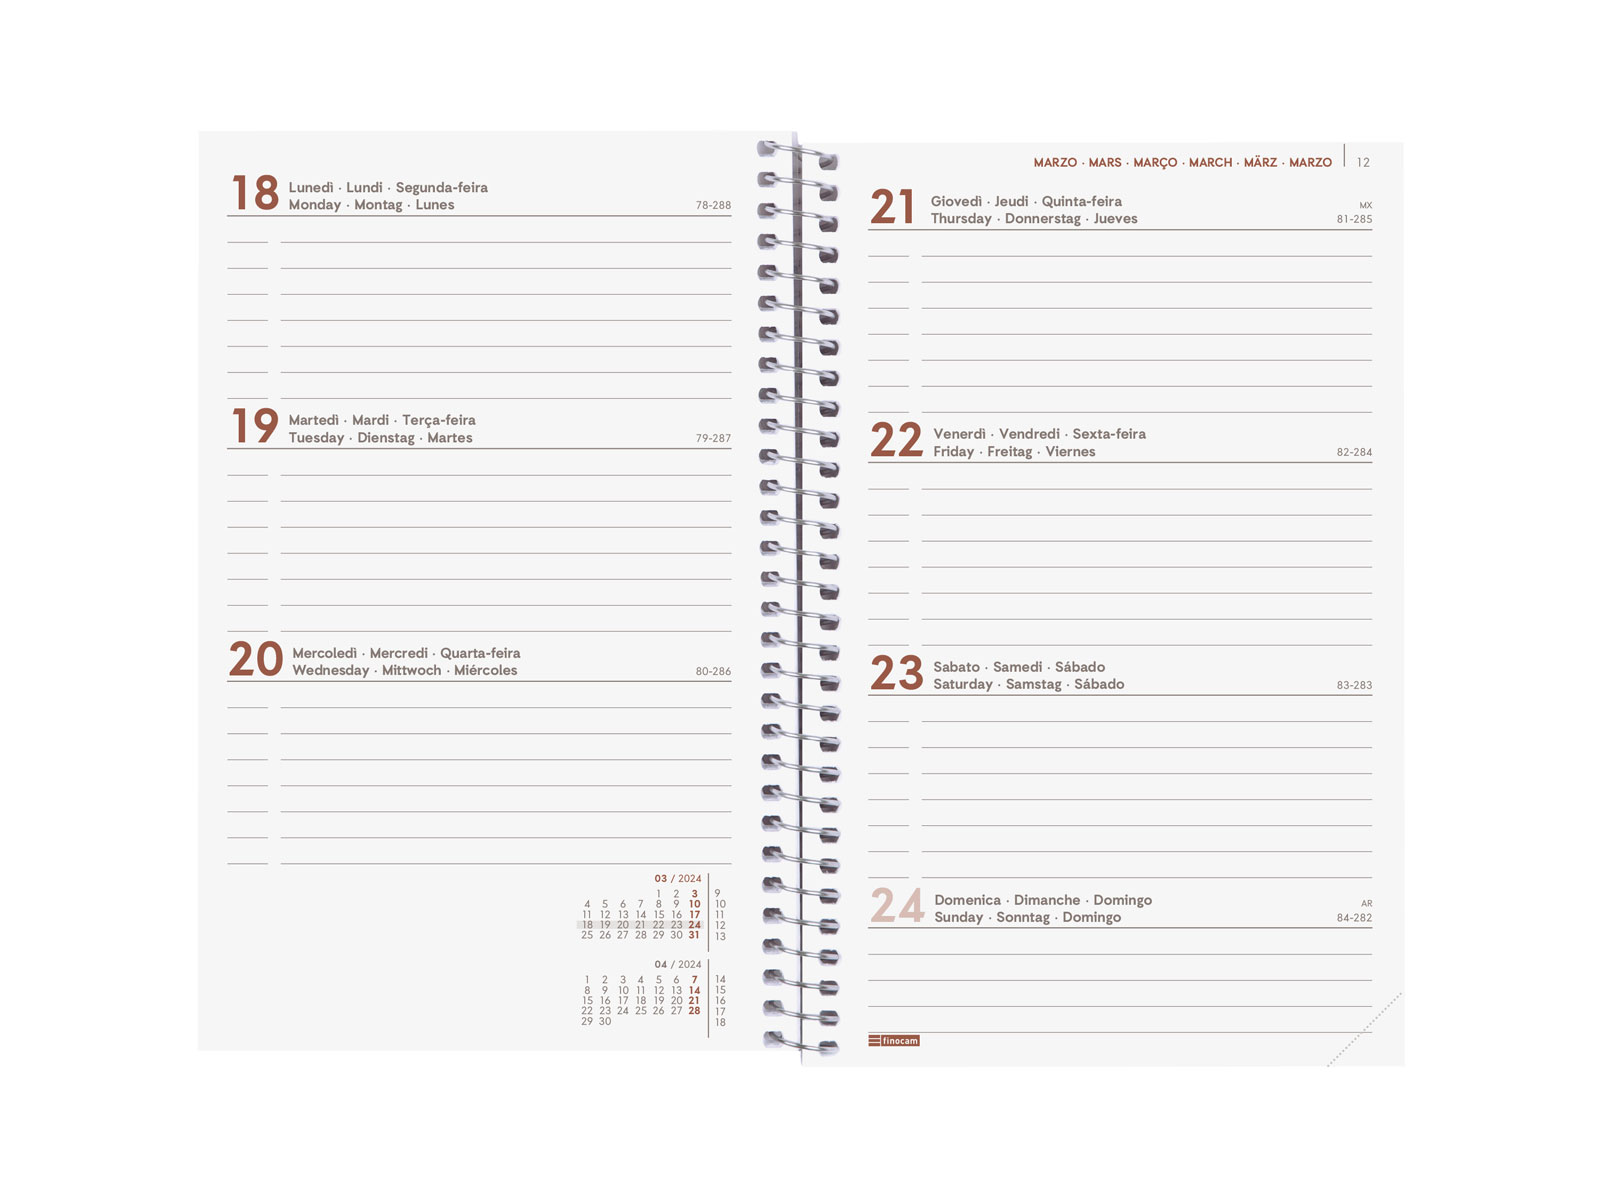 18 Lunedì · Lundi · Segunda-feira
Monday · Montag · Lunes 78-288
19 Martedì · Mardi · Terça-feira
Tuesday · Dienstag · Martes 79-287
20 Mercoledì · Mercredi · Quarta-feira
Wednesday · Mittwoch · Miércoles 80-286
03 / 2024
1 2 3 9
4 5 6 7 8 9 10 10
11 12 13 14 15 16 17 11
18 19 20 21 22 23 24 12
25 26 27 28 29 30 31 13
04 / 2024
1 2 3 4 5 6 7 14
8 9 10 11 12 13 14 15
15 16 17 18 19 20 21 16
22 23 24 25 26 27 28 17
29 30 18
MARZO · MARS · MARÇO · MARCH · MÄRZ · MARZO 12
21 Giovedì · Jeudi · Quinta-feira MX
Thursday · Donnerstag · Jueves 81-285
22 Venerdì · Vendredi · Sexta-feira
Friday · Freitag · Viernes 82-284
23 Sabato · Samedi · Sábado
Saturday · Samstag · Sábado 83-283
24 Domenica · Dimanche · Domingo AR
Sunday · Sonntag · Domingo 84-282
finocam